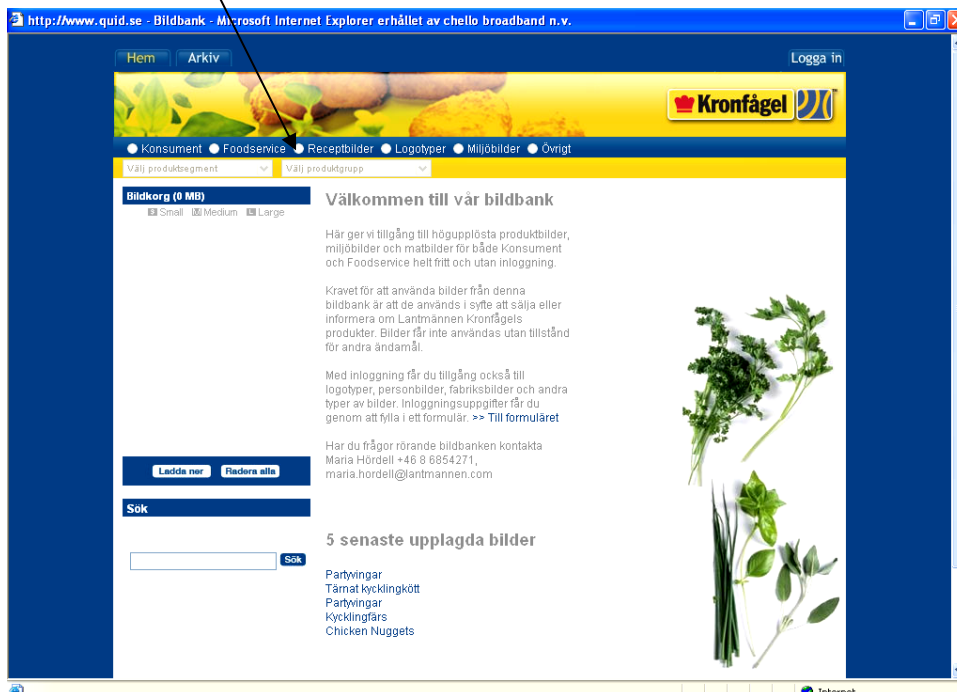 http://www.quid.se - Bildbank - Microsoft Internet Explorer erhållet av chello broadband n.v.
Hem Arkiv Logga in
Kronfågel
Konsument Foodservice Receptbilder Logotyper Miljöbilder Övrigt
Välj produktsegment Välj produktgrupp
Bildkorg (0 MB)
S Small M Medium L Large
Välkommen till vår bildbank
Här ger vi tillgång till högupplösta produktbilder,
miljöbilder och matbilder för både Konsument
och Foodservice helt fritt och utan inloggning.
Kravet för att använda bilder från denna
bildbank är att de används i syfte att sälja eller
informera om Lantmännen Kronfågels
produkter. Bilder får inte användas utan tillstånd
för andra ändamål.
Med inloggning får du tillgång också till
logotyper, personbilder, fabriksbilder och andra
typer av bilder. Inloggningsuppgifter får du
genom att fylla i ett formulär. >> Till formuläret
Har du frågor rörande bildbanken kontakta
Maria Hördell +46 8 6854271,
maria.hordell@lantmannen.com
Ladda ner Radera alla
Sök
Sök
5 senaste upplagda bilder
Partyvingar
Tärnat kycklingkött
Partyvingar
Kycklingfärs
Chicken Nuggets
Internet